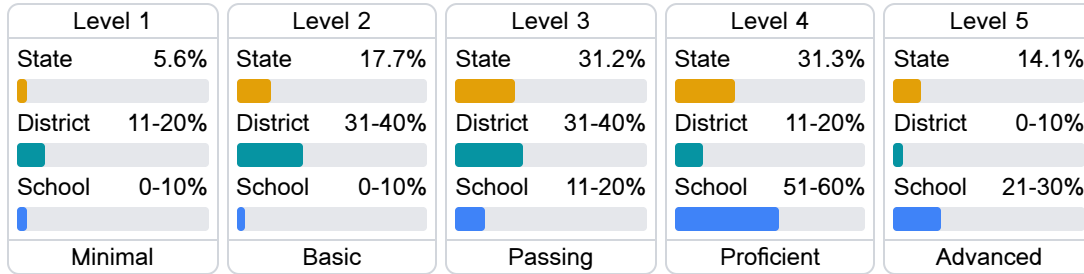 Level 1
State 5.6%
District 11-20%
School 0-10%
Minimal
Level 2
State 17.7%
District 31-40%
School 0-10%
Basic
Level 3
State 31.2%
District 31-40%
School 11-20%
Passing
Level 4
State 31.3%
District 11-20%
School 51-60%
Proficient
Level 5
State 14.1%
District 0-10%
School 21-30%
Advanced